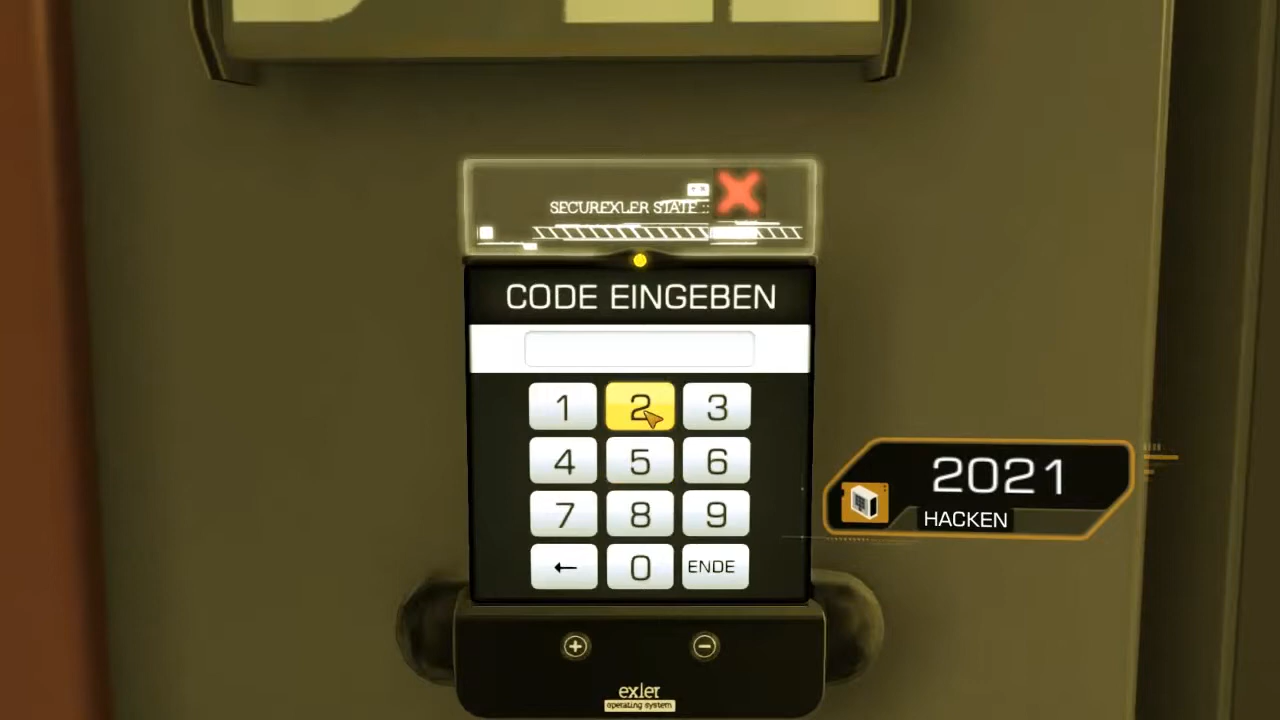 SECUREXLER STATE ::
CODE EINGEBEN
1 2 3
4 5 6
7 8 9
← 0 ENDE
2021
HACKEN
exler
operating system